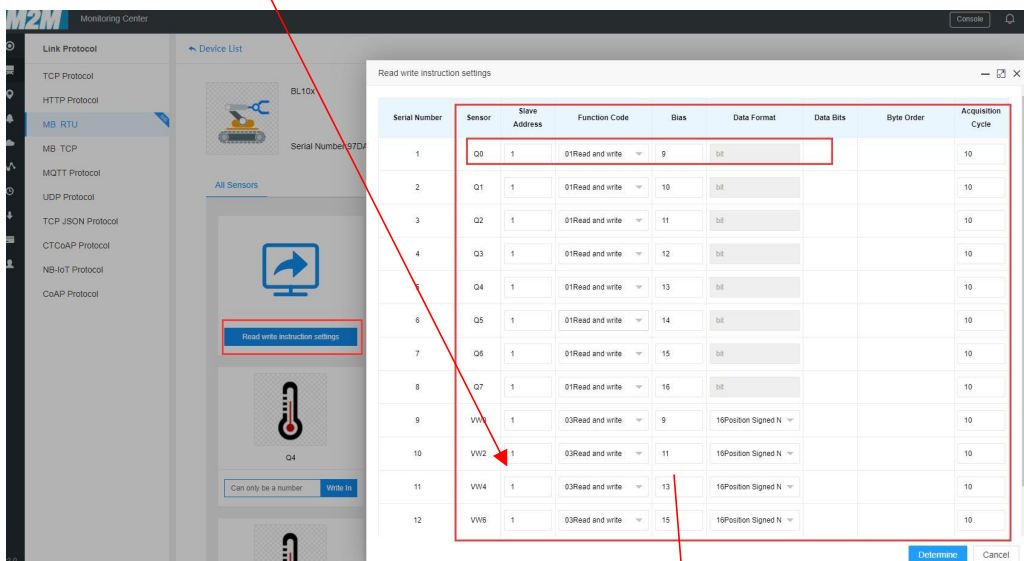 M2M Monitoring Center Console
Link Protocol
TCP Protocol
HTTP Protocol
MB RTU
MB TCP
MQTT Protocol
UDP Protocol
TCP JSON Protocol
CTCoAP Protocol
NB-IoT Protocol
CoAP Protocol
Device List
BL10x
Serial Number:97DA
All Sensors
Read write instruction settings
Q4
Can only be a number Write In
Read write instruction settings
Serial Number Sensor Slave Address Function Code Bias Data Format Data Bits Byte Order Acquisition Cycle
1 Q0 1 01Read and write 9 bit 10
2 Q1 1 01Read and write 10 bit 10
3 Q2 1 01Read and write 11 bit 10
4 Q3 1 01Read and write 12 bit 10
Q4 1 01Read and write 13 bit 10
6 Q5 1 01Read and write 14 bit 10
7 Q6 1 01Read and write 15 bit 10
8 Q7 1 01Read and write 16 bit 10
9 1 03Read and write 9 16Position Signed N 10
10 VW2 1 03Read and write 11 16Position Signed N 10
11 VW4 1 03Read and write 13 16Position Signed N 10
12 VW6 1 03Read and write 15 16Position Signed N 10
Determine Cancel